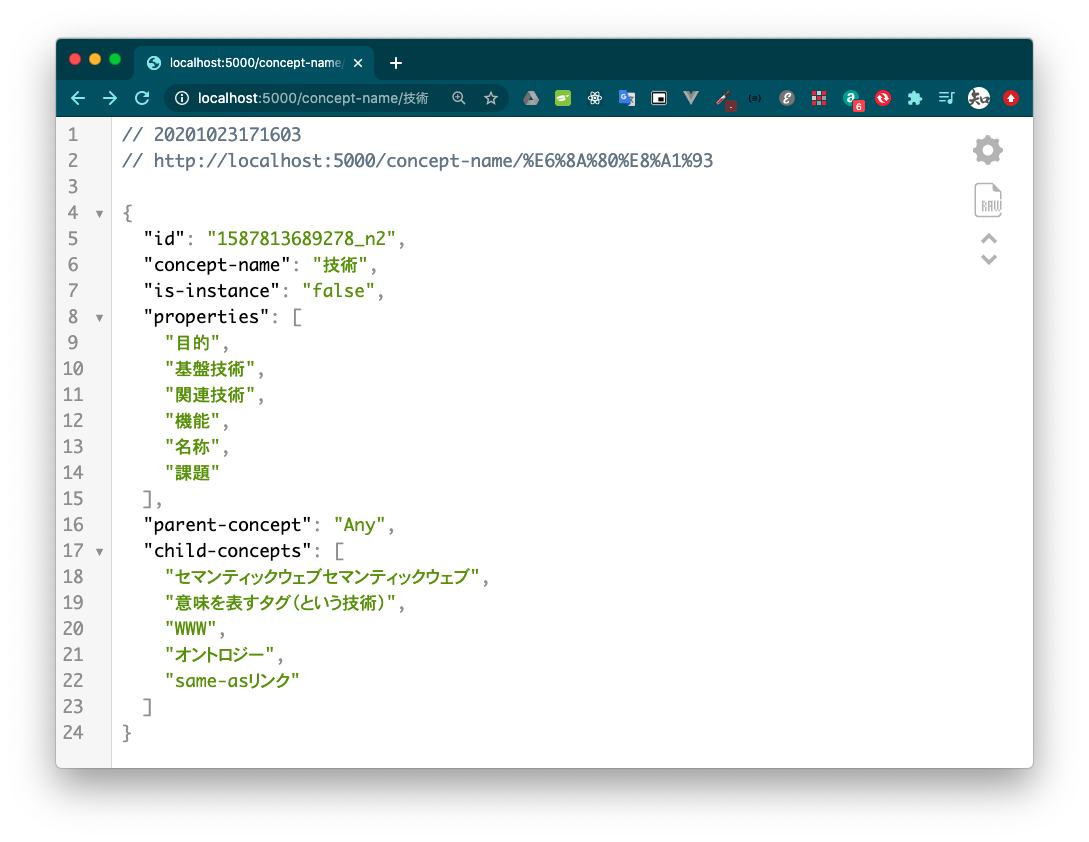 localhost:5000/concept-name/
localhost:5000/concept-name/技術
6
知
1 // 20201023171603
2 // http://localhost:5000/concept-name/%E6%8A%80%E8%A1%93
3
4 {
5 "id": "1587813689278_n2",
6 "concept-name": "技術",
7 "is-instance": "false",
8 "properties": [
9 "目的",
10 "基盤技術",
11 "関連技術",
12 "機能",
13 "名称",
14 "課題"
15 ],
16 "parent-concept": "Any",
17 "child-concepts": [
18 "セマンティックウェブセマンティックウェブ",
19 "意味を表すタグ(という技術)",
20 "WWW",
21 "オントロジー",
22 "same-asリンク"
23 ]
24 }
RAW